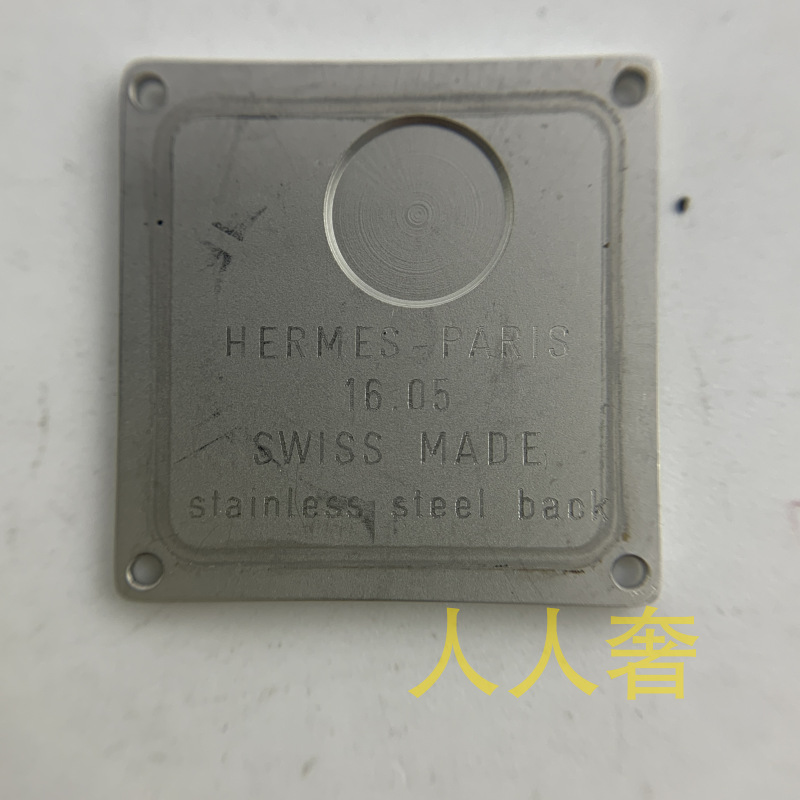 HERMES-PARIS
16.05
SWISS MADE
stainless steel back
人人奢